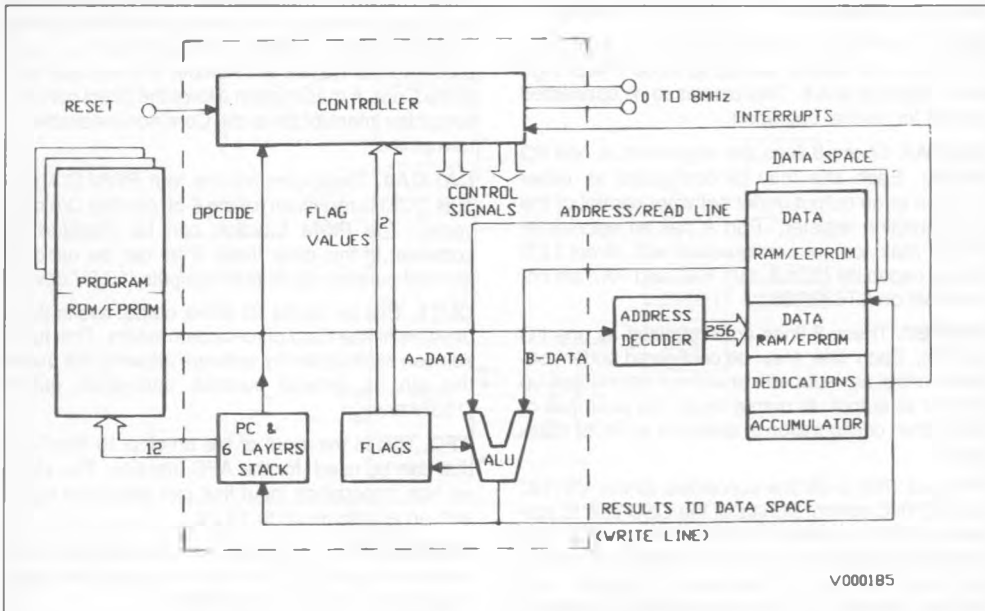 RESET
CONTROLLER
0.01 TO 8MHz
INTERRUPTS
DATA SPACE
OPCODE
FLAG
VALUES
2
CONTROL
SIGNALS
ADDRESS/READ LINE
DATA
RAM/EEPROM
PROGRAM
ROM/EPROM
A-DATA
B-DATA
ADDRESS
DECODER
256
DATA
ROM/EPROM
DEDICATIONS
ACCUMULATOR
12
PC &
6 LAYERS
STACK
FLAGS
ALU
RESULTS TO DATA SPACE
(WRITE LINE)
V000185